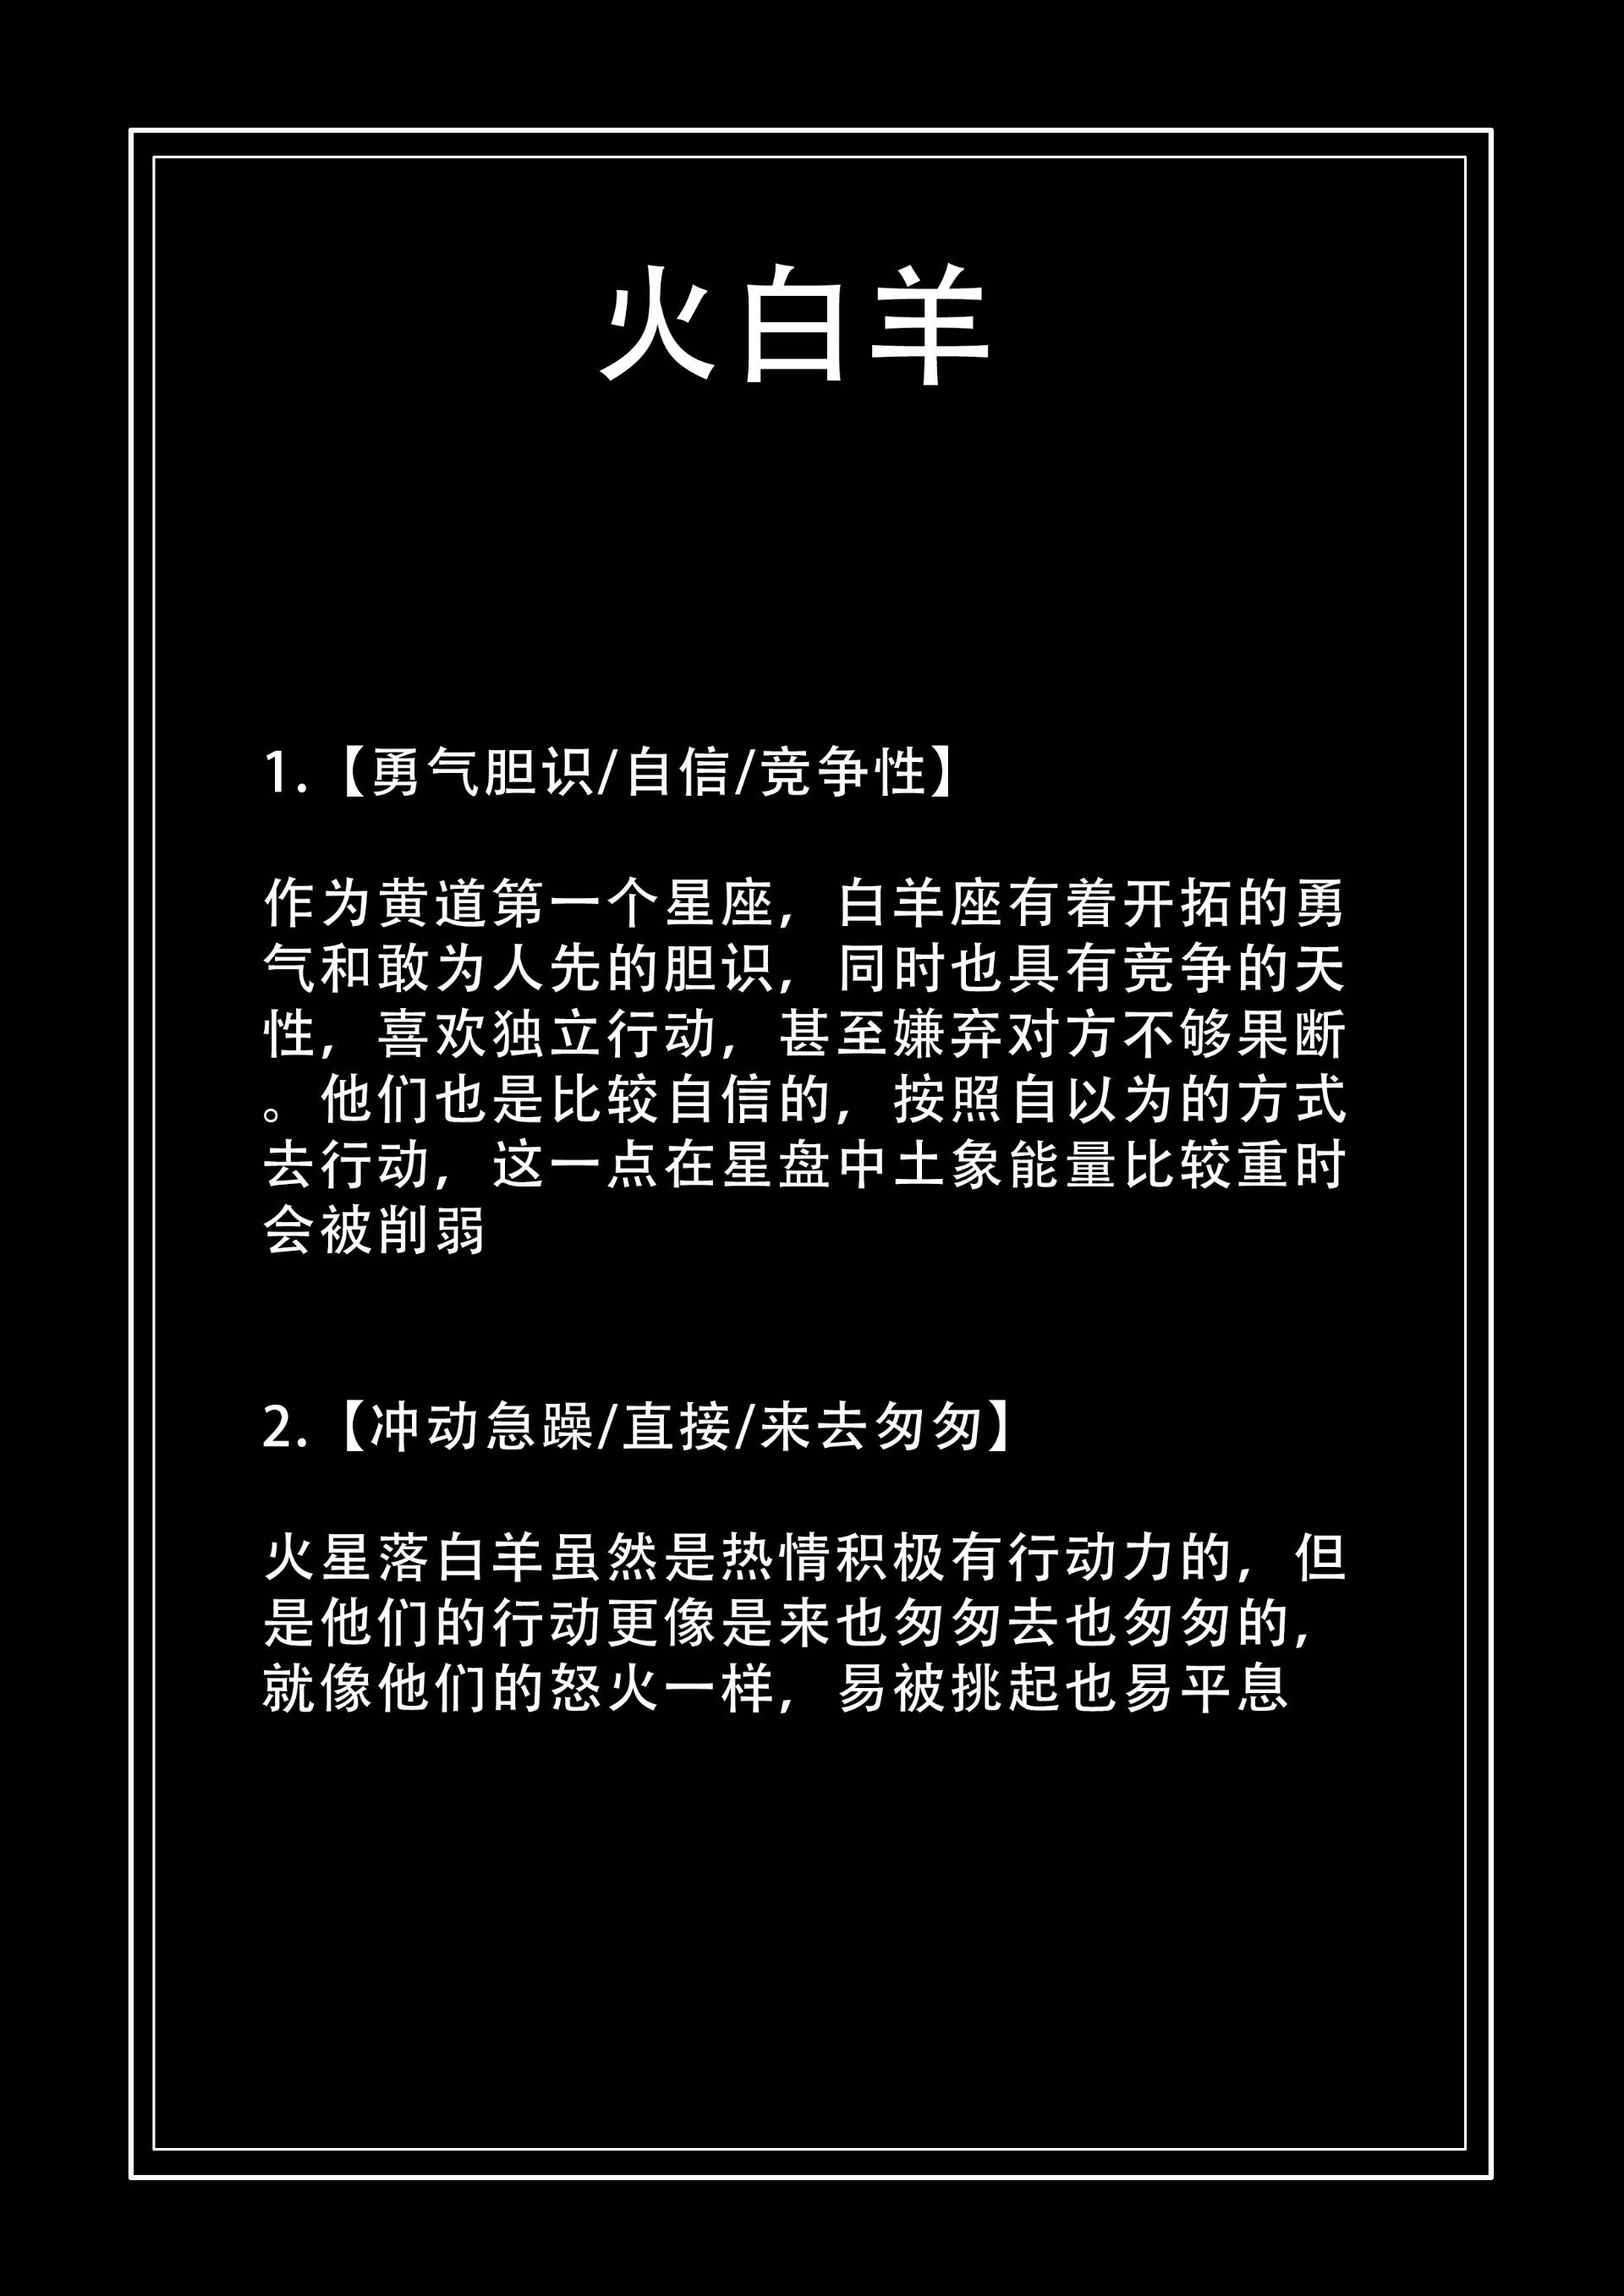 火白羊
1.【勇气胆识/自信/竞争性】
作为黄道第一个星座，白羊座有着开拓的勇
气和敢为人先的胆识，同时也具有竞争的天
性，喜欢独立行动，甚至嫌弃对方不够果断
。他们也是比较自信的，按照自以为的方式
去行动，这一点在星盘中土象能量比较重时
会被削弱
2.【冲动急躁/直接/来去匆匆】
火星落白羊虽然是热情积极有行动力的，但
是他们的行动更像是来也匆匆去也匆匆的，
就像他们的怒火一样，易被挑起也易平息